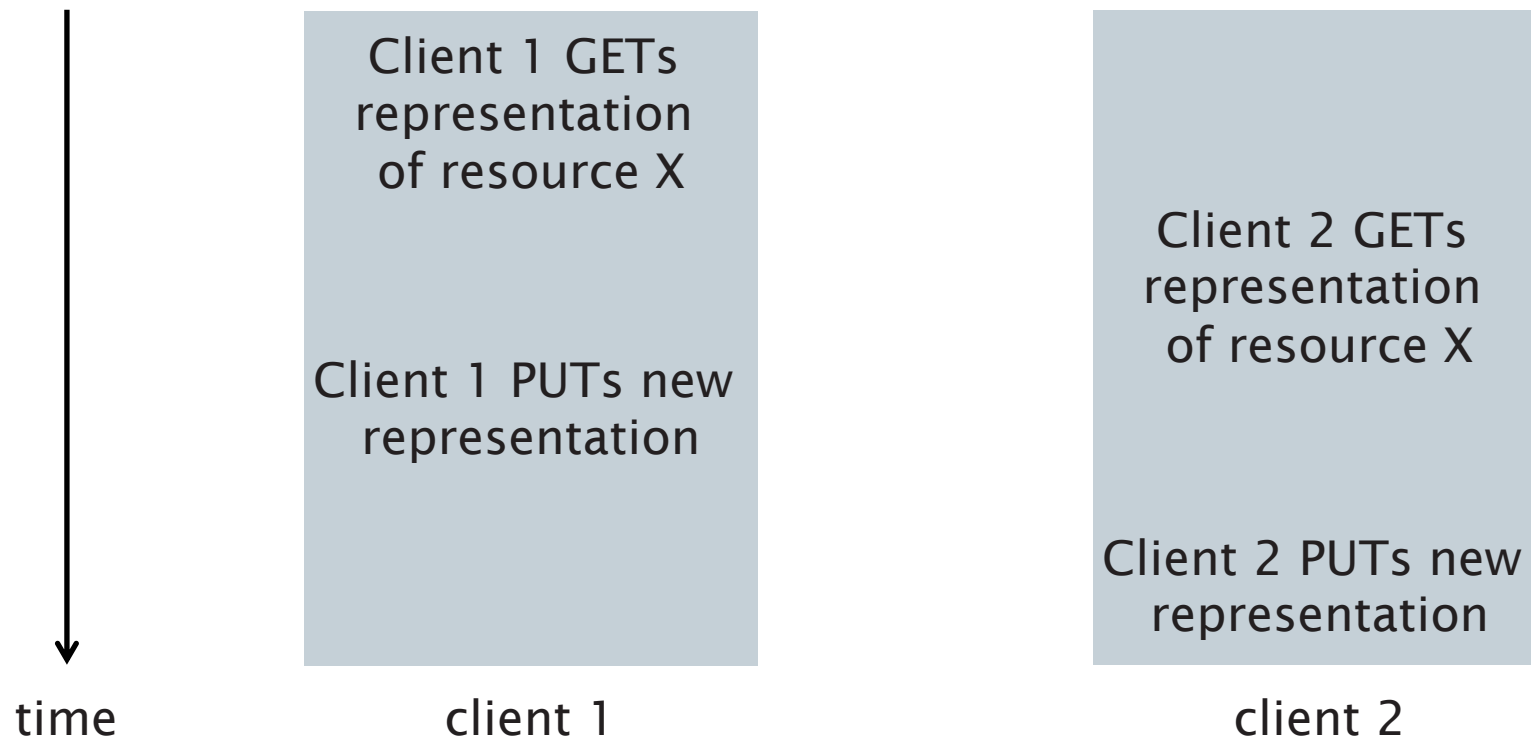 Client 1 GETs
representation
of resource X
Client 2 GETs
representation
of resource X
Client 1 PUTs new
representation
Client 2 PUTs new
representation
time
client 1
client 2